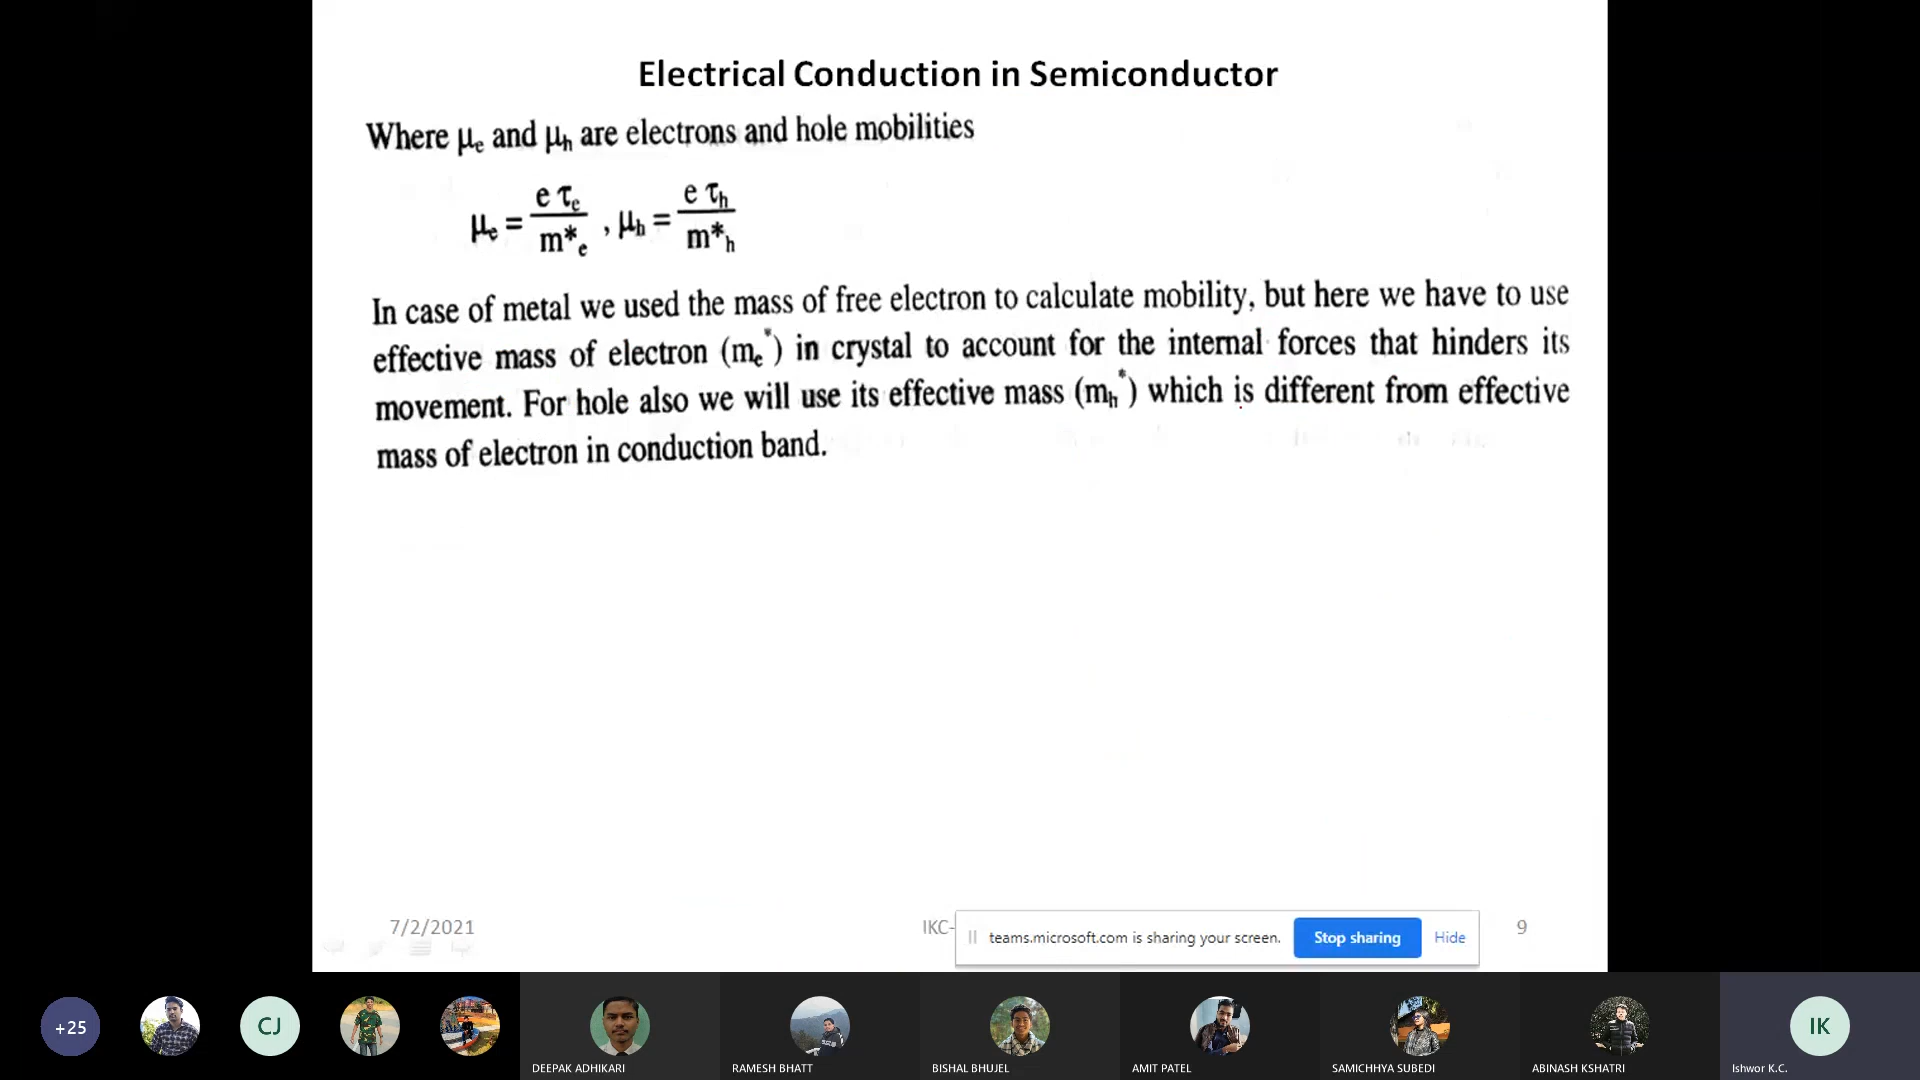 Electrical Conduction in Semiconductor
Where μe and μh are electrons and hole mobilities
μe = e τe / m*e , μh = e τh / m*h
In case of metal we used the mass of free electron to calculate mobility, but here we have to use
effective mass of electron (me*) in crystal to account for the internal forces that hinders its
movement. For hole also we will use its effective mass (mh*) which is different from effective
mass of electron in conduction band.
7/2/2021
IKC-
teams.microsoft.com is sharing your screen.
Stop sharing
Hide
9
+25
CJ
IK
DEEPAK ADHIKARI
RAMESH BHATT
BISHAL BHUJEL
AMIT PATEL
SAMICHHYA SUBEDI
ABINASH KSHATRI
Ishwor K.C.